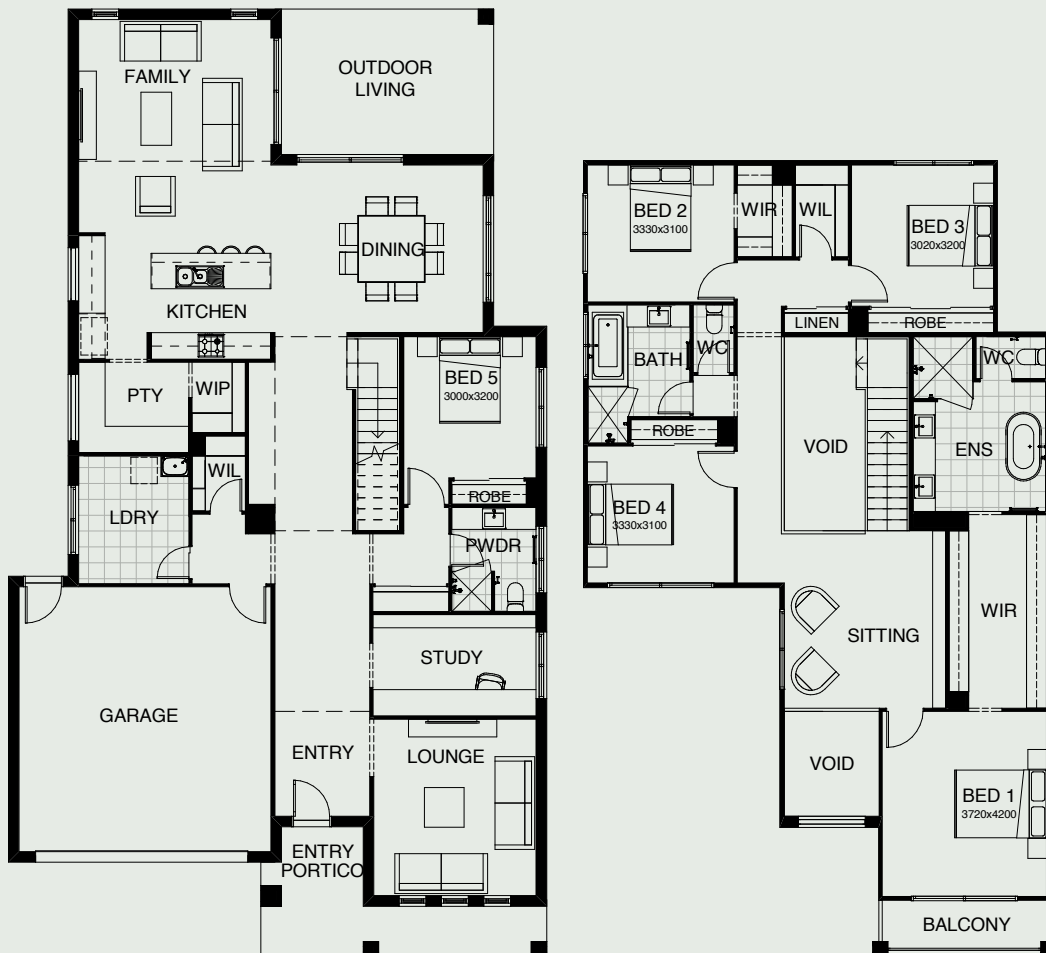 FAMILY
OUTDOOR
LIVING
DINING
KITCHEN
PTY
WIP
BED 5
3000x3200
WIL
ROBE
LDRY
PWDR
STUDY
GARAGE
ENTRY
LOUNGE
ENTRY
PORTICO
BED 2
3330x3100
WIR
WIL
BED 3
3020x3200
LINEN
ROBE
BATH
WC
WC
ROBE
VOID
ENS
BED 4
3330x3100
WIR
SITTING
VOID
BED 1
3720x4200
BALCONY